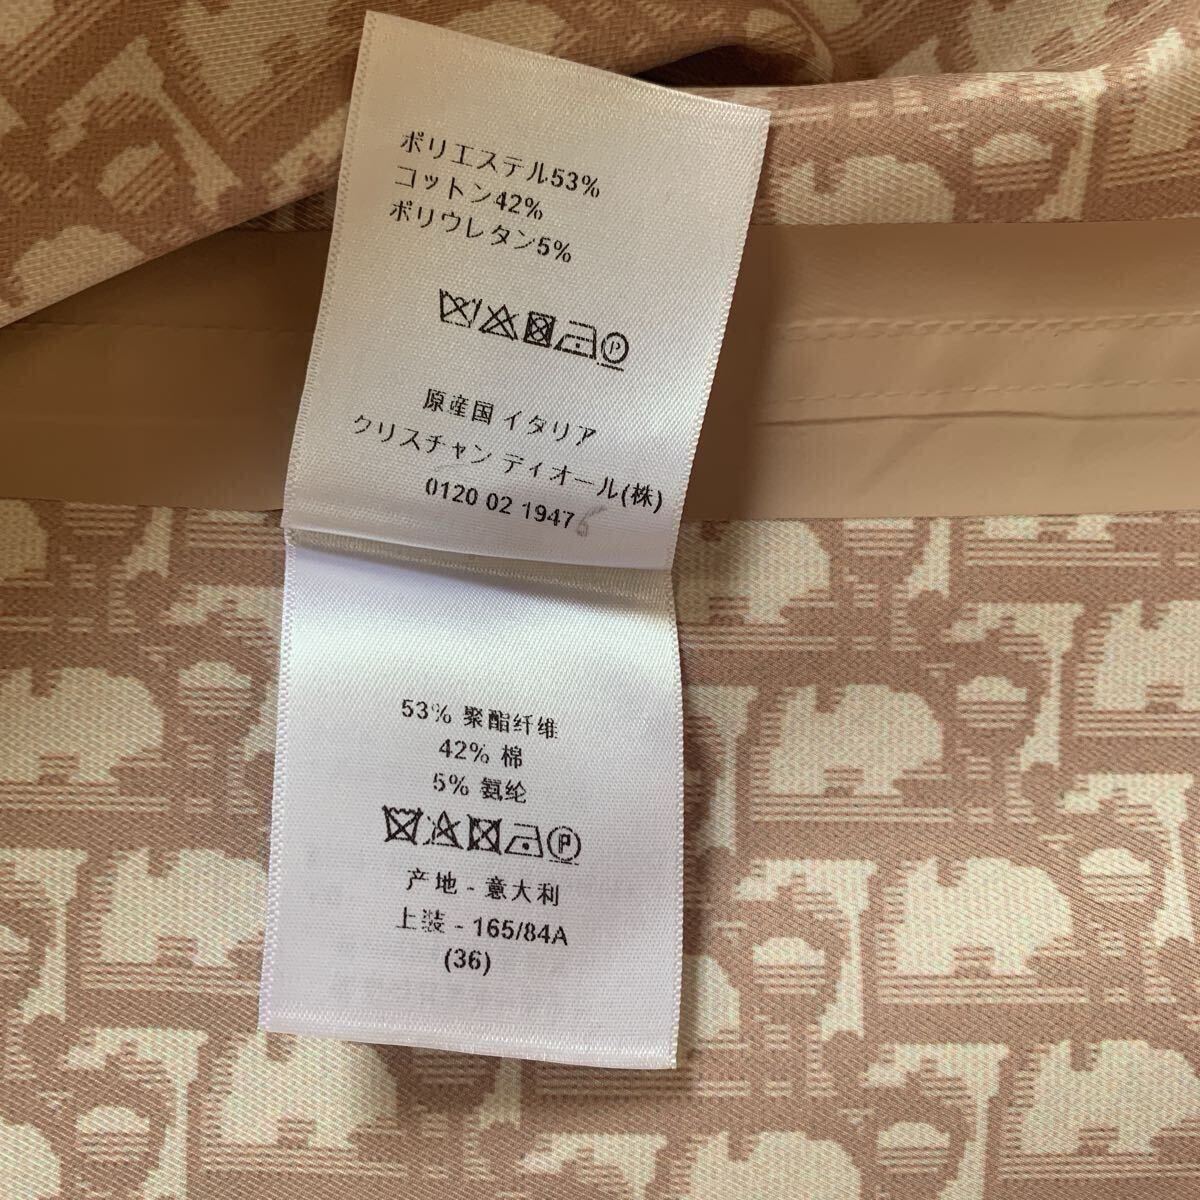 ポリエステル53%
コットン42%
ポリウレタン5%
P
原産国 イタリア
クリスチャン ディオール(株)
0120 02 1947
53% 聚酯纤维
42% 棉
5% 氨纶
P
产地 - 意大利
上装 - 165/84A
(36)